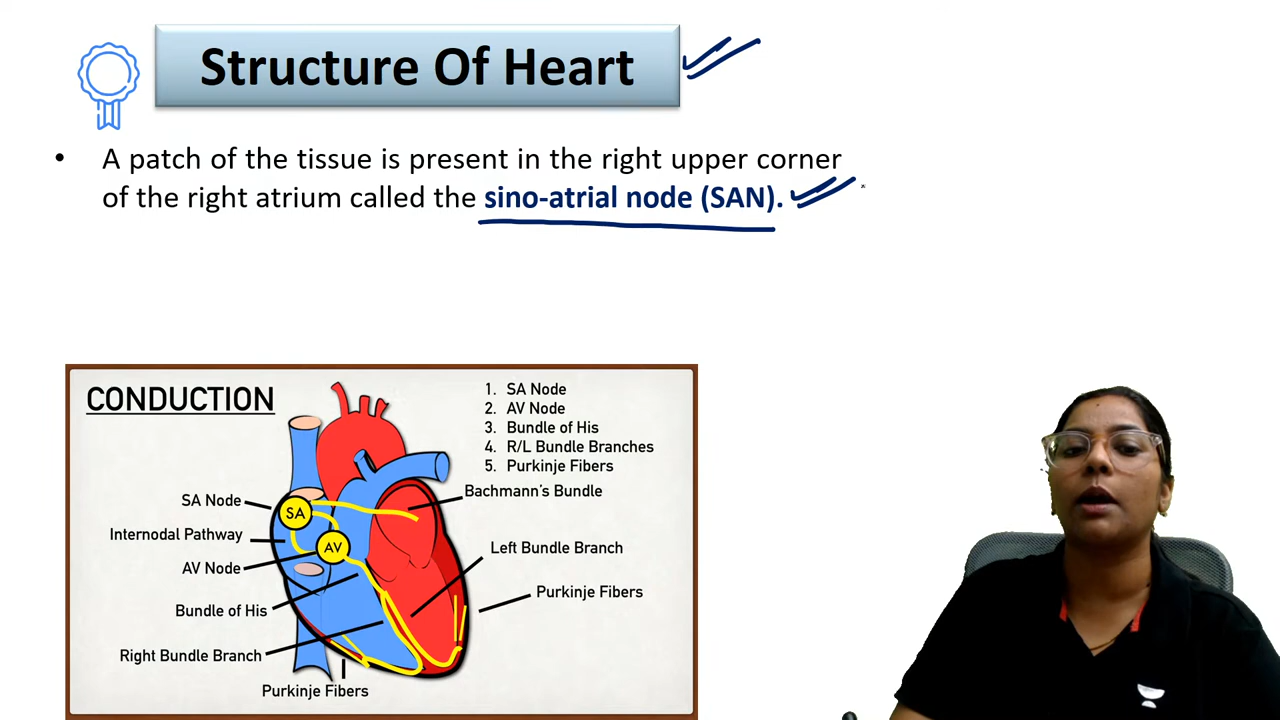 Structure Of Heart
• A patch of the tissue is present in the right upper corner
of the right atrium called the sino-atrial node (SAN).
CONDUCTION
1. SA Node
2. AV Node
3. Bundle of His
4. R/L Bundle Branches
5. Purkinje Fibers
Bachmann's Bundle
SA Node
SA
Internodal Pathway
AV
Left Bundle Branch
AV Node
Purkinje Fibers
Bundle of His
Right Bundle Branch
Purkinje Fibers